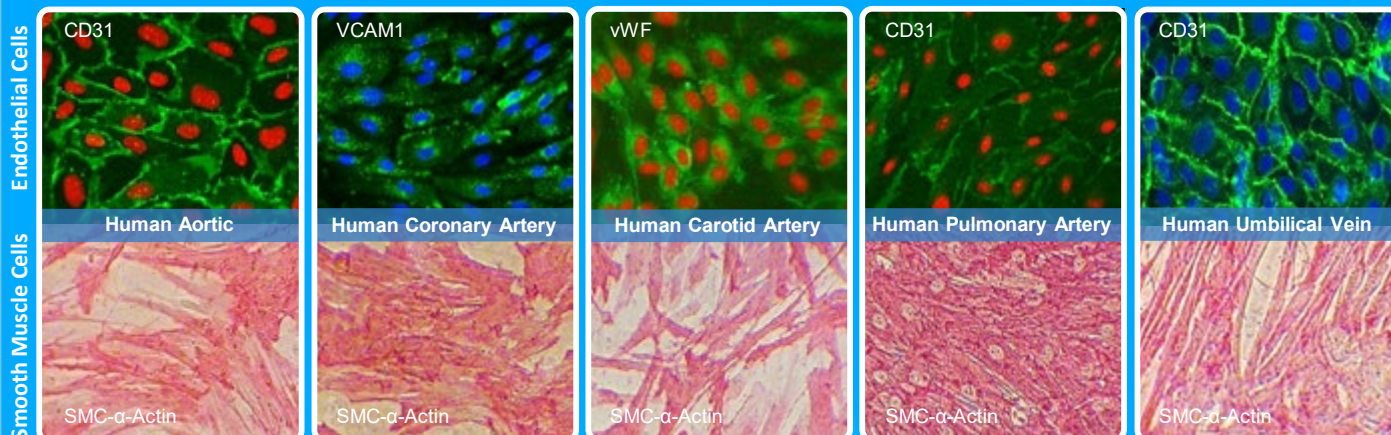 Endothelial Cells
CD31
VCAM1
vWF
CD31
CD31
Human Aortic
Human Coronary Artery
Human Carotid Artery
Human Pulmonary Artery
Human Umbilical Vein
Smooth Muscle Cells
SMC-α-Actin
SMC-α-Actin
SMC-α-Actin
SMC-α-Actin
SMC-α-Actin